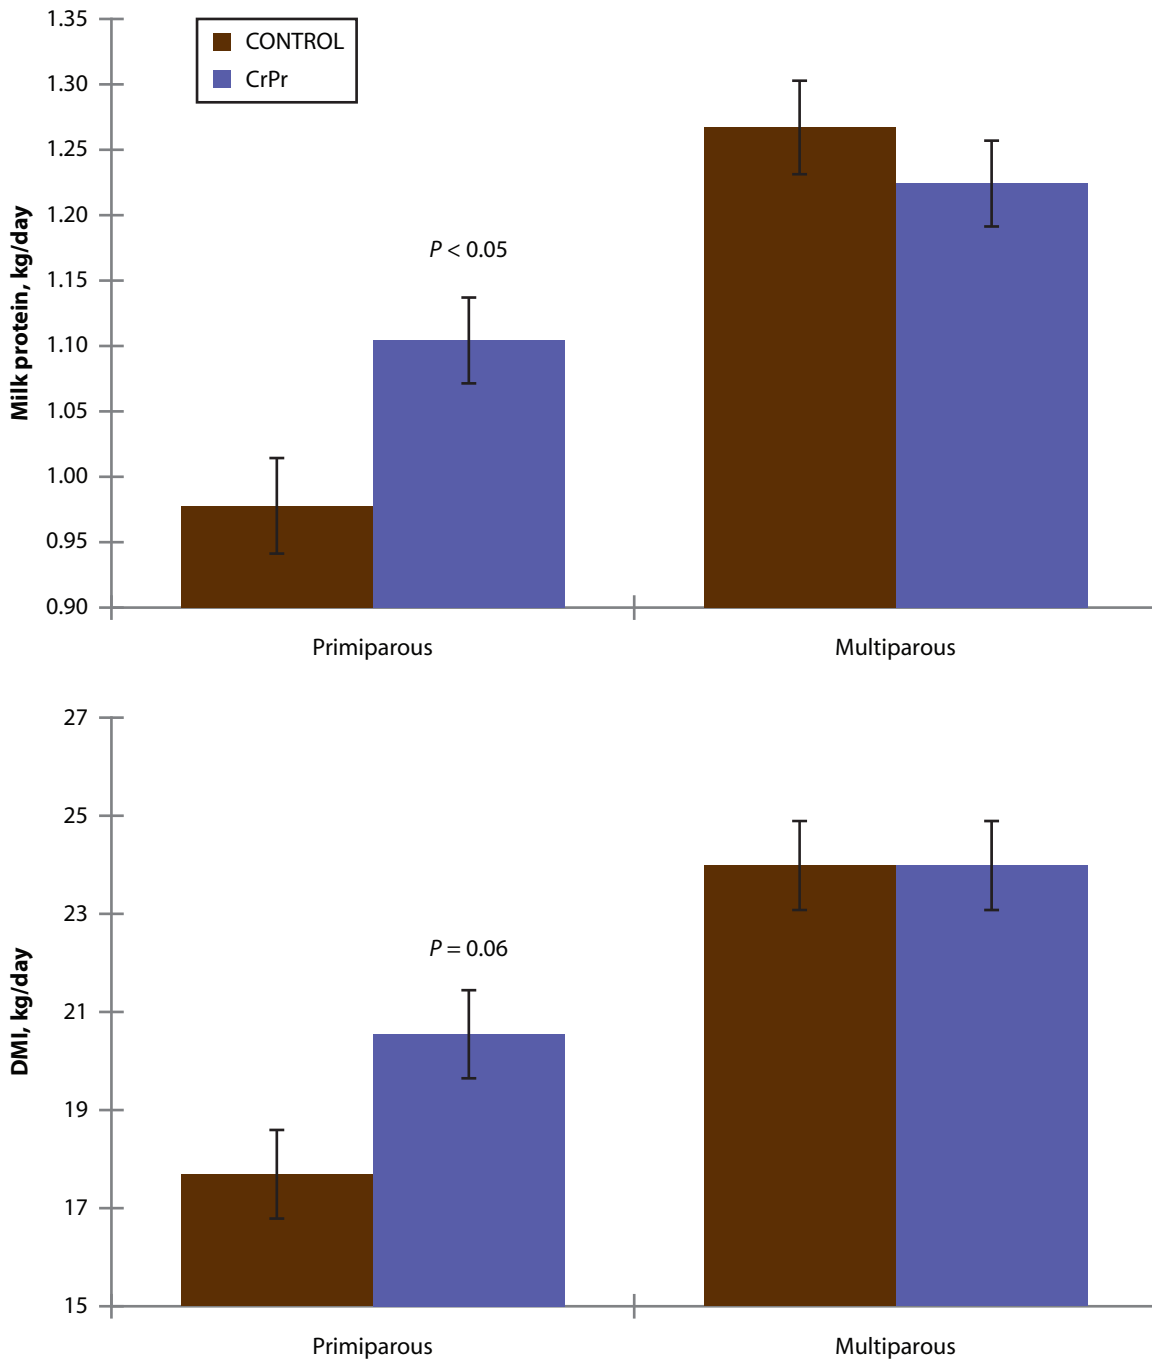 1.35
CONTROL
CrPr
1.30
1.25
1.20
1.15
1.10
1.05
1.00
0.95
0.90
Milk protein, kg/day
P < 0.05
Primiparous
Multiparous
27
25
23
21
19
17
15
DMI, kg/day
P = 0.06
Primiparous
Multiparous